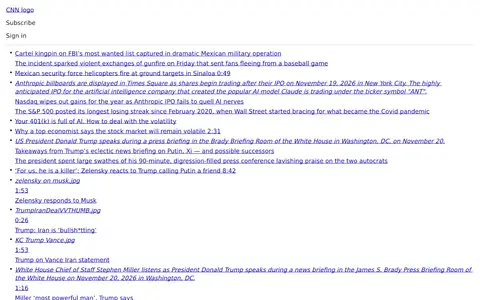 CNN logo
Subscribe
Sign in
Cartel kingpin on FBI's most wanted list captured in dramatic Mexican military operation
The incident sparked violent exchanges of gunfire on Friday that sent fans fleeing from a baseball game
Mexican security force helicopters fire at ground targets in Sinaloa 0:49
Anthropic billboards are displayed in Times Square as shares begin trading after their IPO on November 19, 2026 in New York City. The highly
anticipated IPO for the artificial intelligence company that created the popular AI model Claude is trading under the ticker symbol "ANT".
Nasdaq wipes out gains for the year as Anthropic IPO fails to quell AI nerves
The S&P 500 posted its longest losing streak since February 2020, when Wall Street started bracing for what became the Covid pandemic
Your 401(k) is full of AI. How to deal with the volatility
Why a top economist says the stock market will remain volatile 2:31
US President Donald Trump speaks during a press briefing in the Brady Briefing Room of the White House in Washington, DC, on November 20.
Takeaways from Trump's eclectic news briefing on Putin, Xi — and possible successors
The president spent large swathes of his 90-minute, digression-filled press conference lavishing praise on the two autocrats
'For us, he is a killer': Zelensky reacts to Trump calling Putin a friend 8:42
zelensky on musk.jpg
1:53
Zelensky responds to Musk
TrumpIranDealVVTHUMB.jpg
0:26
Trump: Iran is 'bullsh*tting'
KC Trump Vance.jpg
1:53
Trump on Vance Iran statement
White House Chief of Staff Stephen Miller listens as President Donald Trump speaks during a news briefing in the James S. Brady Press Briefing Room of
the White House on November 20, 2026 in Washington, DC.
1:16
Miller 'most powerful man', Trump says